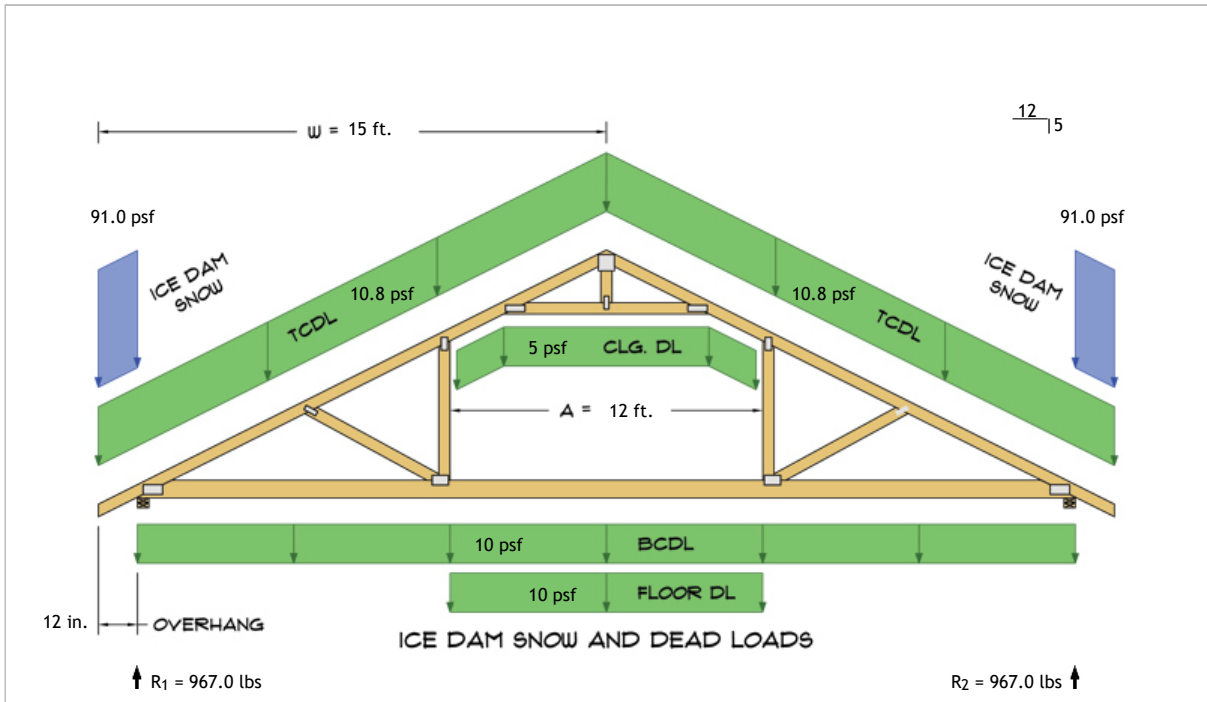 W = 15 ft.
12
5
91.0 psf
91.0 psf
ICE DAM
SNOW
ICE DAM
SNOW
10.8 psf
TCDL
10.8 psf
TCDL
5 psf CLG. DL
A = 12 ft.
10 psf BCDL
10 psf FLOOR DL
12 in. OVERHANG
ICE DAM SNOW AND DEAD LOADS
R1 = 967.0 lbs
R2 = 967.0 lbs